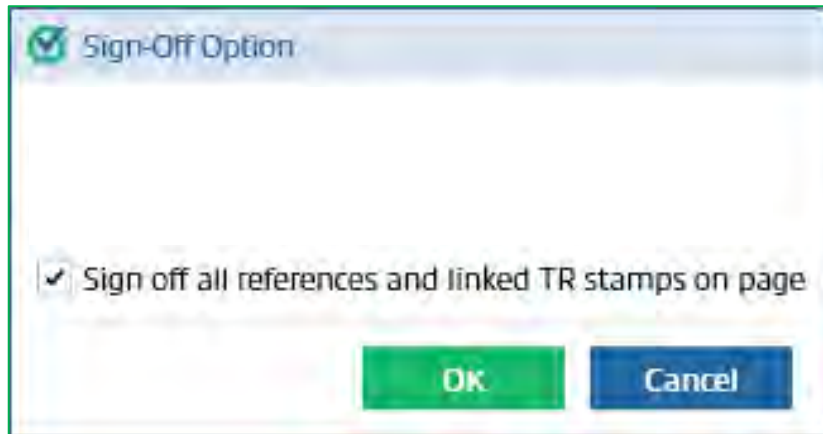 Sign-Off Option
Sign off all references and linked TR stamps on page
OK
Cancel